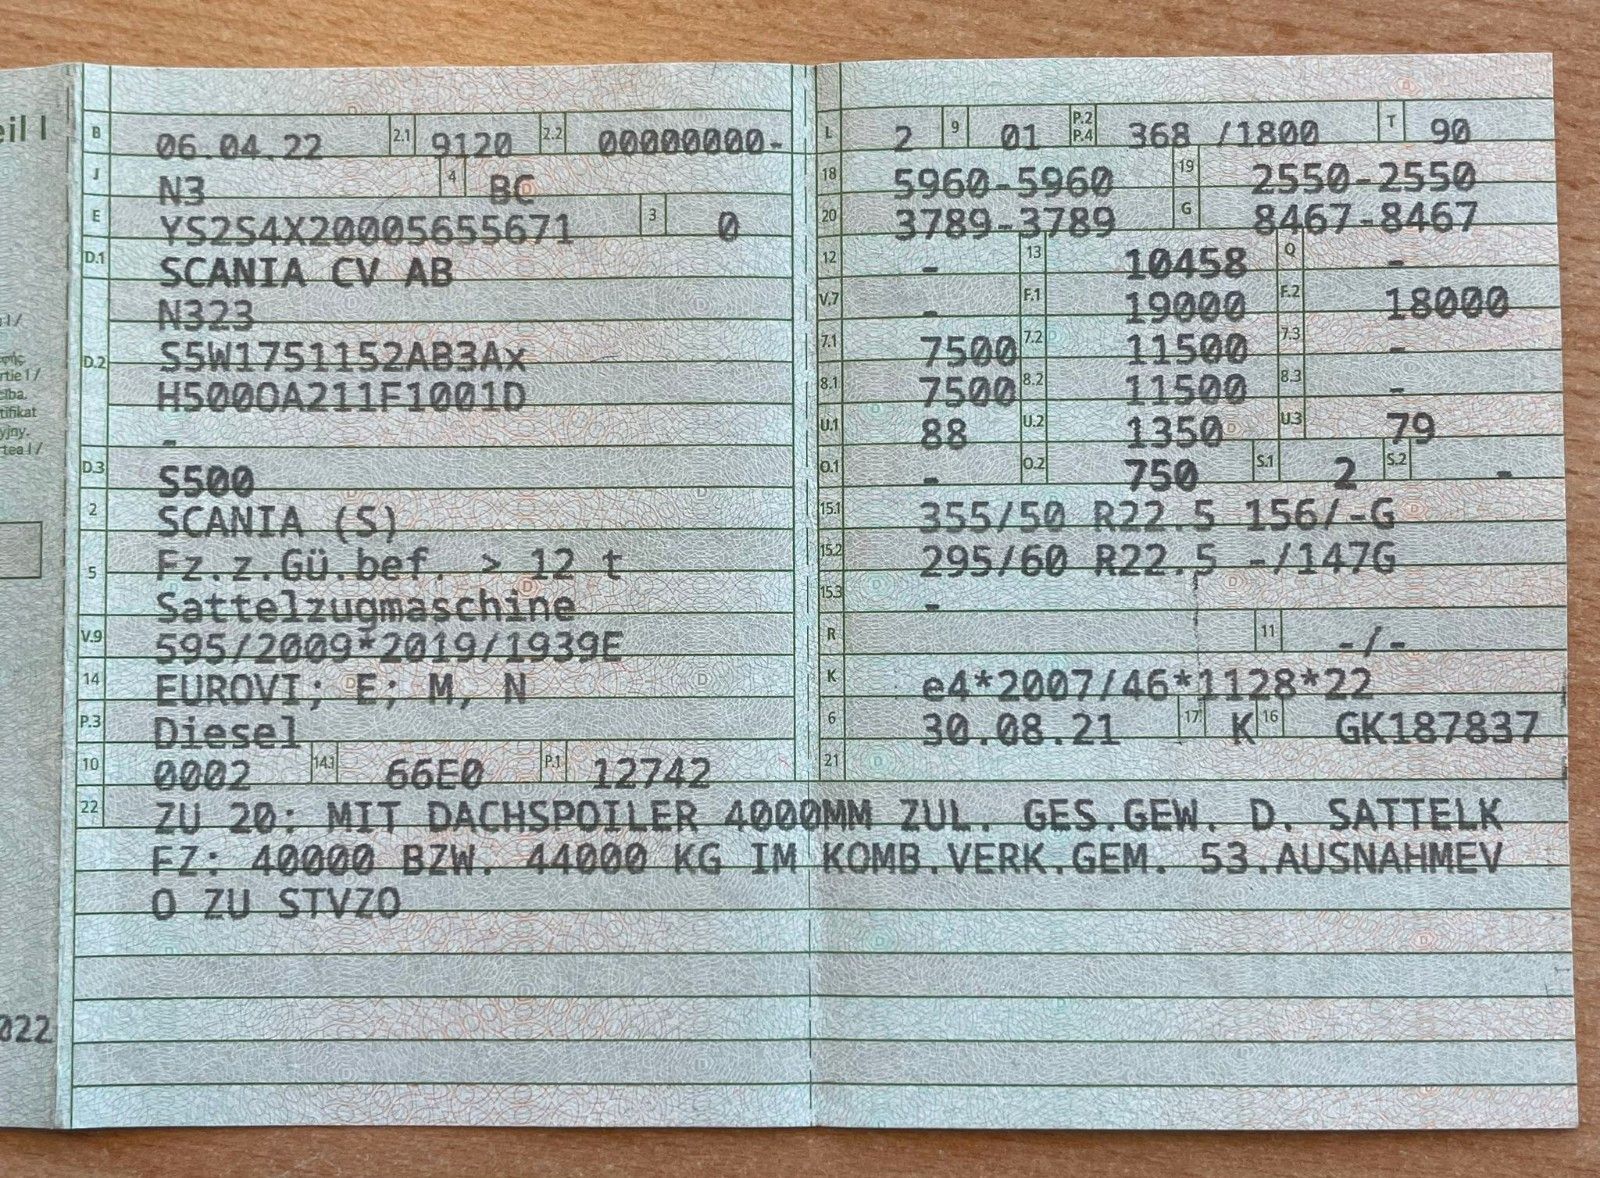 eil I
B 06.04.22 2.1 9120 2.2 00000000-
J N3 4 BC
E YS2S4X20005655671 3 0
D.1 SCANIA CV AB
N323
D.2 S5W1751152AB3Ax
H500OA211F1001D
-
D.3 S500
2 SCANIA (S)
5 Fz.z.Gü.bef. > 12 t
Sattelzugmaschine
V.9 595/2009*2019/1939E
14 EUROVI; E; M, N
P.3 Diesel
10 0002 14.1 66E0 P.1 12742
L 2 9 01 P.2 P.4 368 /1800 T 90
18 5960-5960 19 2550-2550
20 3789-3789 G 8467-8467
12 - 13 10458 Q -
V.7 - F.1 19000 F.2 18000
7.1 7500 7.2 11500 7.3 -
8.1 7500 8.2 11500 8.3 -
U.1 88 U.2 1350 U.3 79
O.1 - O.2 750 S.1 2 S.2 -
15.1 355/50 R22.5 156/-G
15.2 295/60 R22.5 -/147G
15.3 -
R 11 -/-
K e4*2007/46*1128*22
6 30.08.21 17 K 16 GK187837
21
22 ZU 20: MIT DACHSPOILER 4000MM ZUL. GES.GEW. D. SATTELK
FZ: 40000 BZW. 44000 KG IM KOMB.VERK.GEM. 53.AUSNAHMEV
O ZU STVZO
022